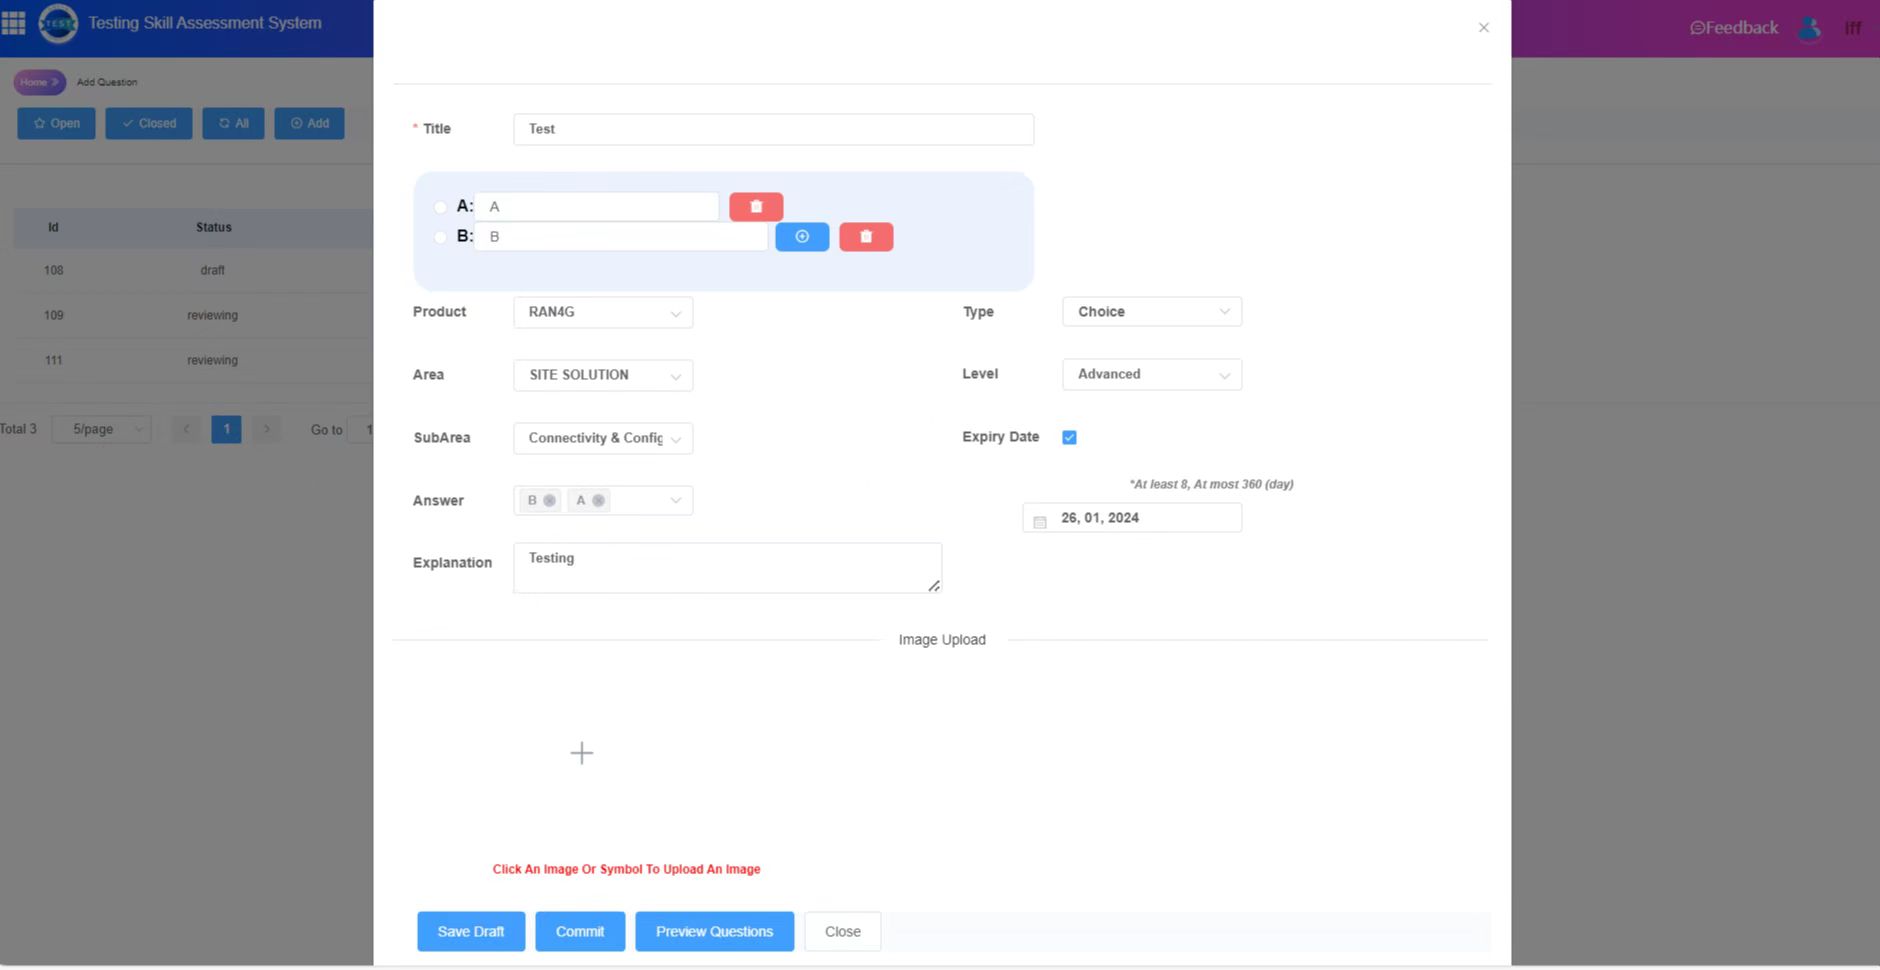 TEST
Testing Skill Assessment System
Feedback
lff
Home
Add Question
Open
Closed
All
Add
Id Status
108 draft
109 reviewing
111 reviewing
Total 3
5/page
1
Go to
1
* Title
Test
A: A
B: B
Product RAN4G
Type Choice
Area SITE SOLUTION
Level Advanced
SubArea Connectivity & Config
Expiry Date
*At least 8, At most 360 (day)
Answer B A
26, 01, 2024
Explanation Testing
Image Upload
Click An Image Or Symbol To Upload An Image
Save Draft
Commit
Preview Questions
Close